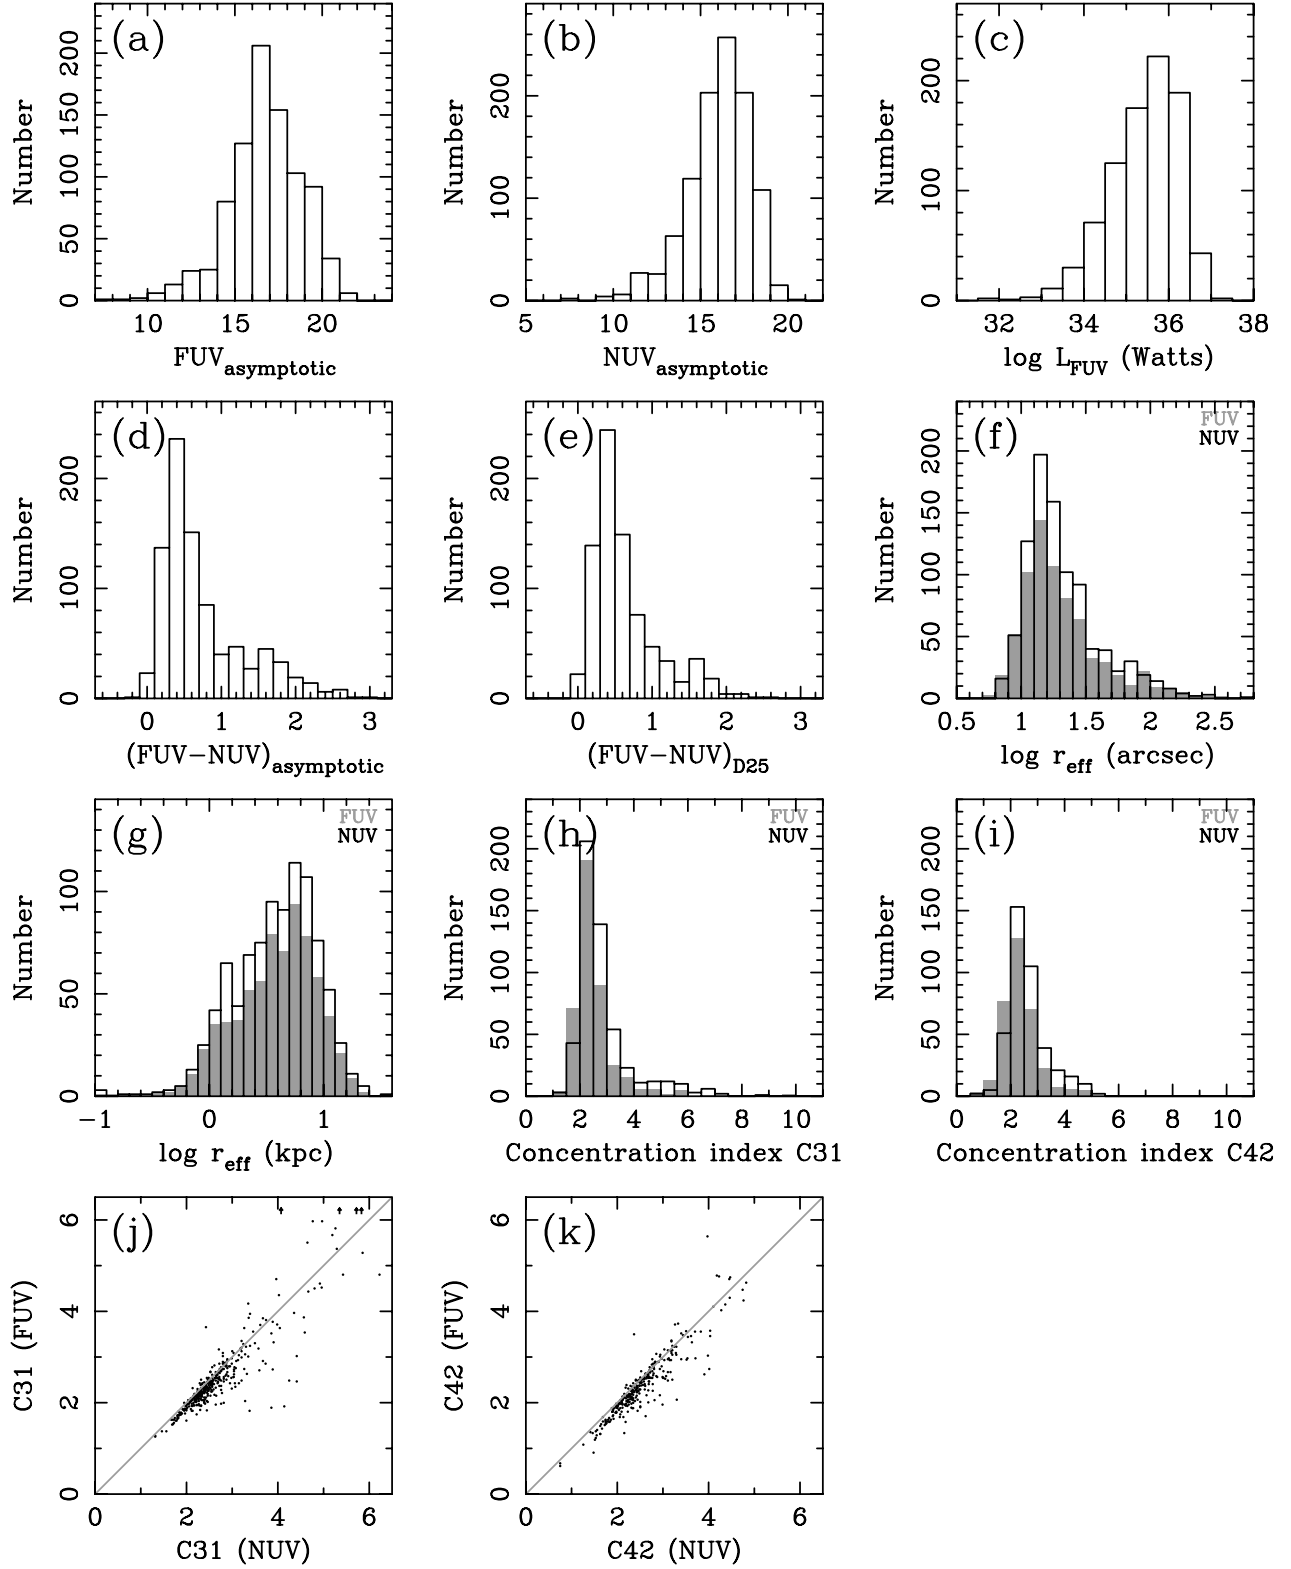 (a)
Number
0 50 100 150 200
10 15 20
FUVasymptotic
(b)
Number
0 100 200
5 10 15 20
NUVasymptotic
(c)
Number
0 100 200
32 34 36 38
log LFUV (Watts)
(d)
Number
0 100 200
0 1 2 3
(FUV−NUV)asymptotic
(e)
Number
0 100 200
0 1 2 3
(FUV−NUV)D25
(f)
FUV
NUV
Number
0 50 100 150 200
0.5 1 1.5 2 2.5
log reff (arcsec)
(g)
FUV
NUV
Number
0 50 100
−1 0 1
log reff (kpc)
(h)
FUV
NUV
Number
0 50 100 150 200
0 2 4 6 8 10
Concentration index C31
(i)
FUV
NUV
Number
0 50 100 150 200
0 2 4 6 8 10
Concentration index C42
(j)
C31 (FUV)
0 2 4 6
0 2 4 6
C31 (NUV)
(k)
C42 (FUV)
0 2 4 6
0 2 4 6
C42 (NUV)